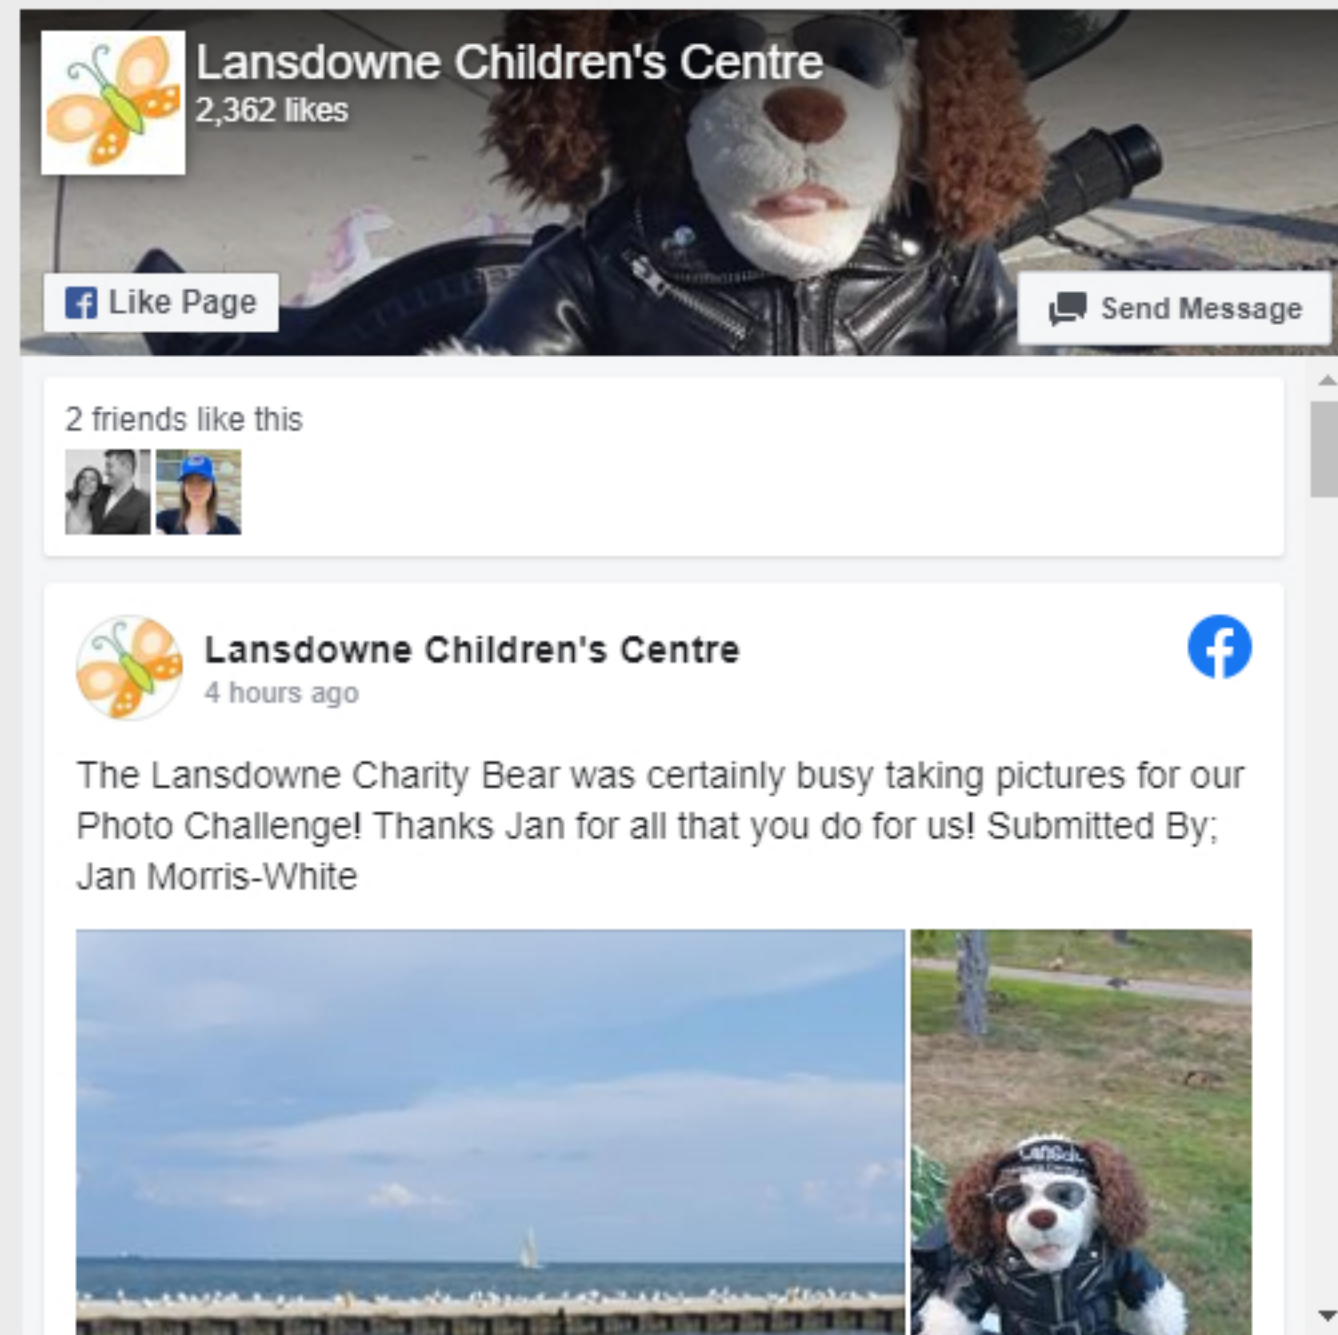 Lansdowne Children's Centre
2,362 likes
Like Page
Send Message
2 friends like this
Lansdowne Children's Centre
4 hours ago
The Lansdowne Charity Bear was certainly busy taking pictures for our
Photo Challenge! Thanks Jan for all that you do for us! Submitted By;
Jan Morris-White